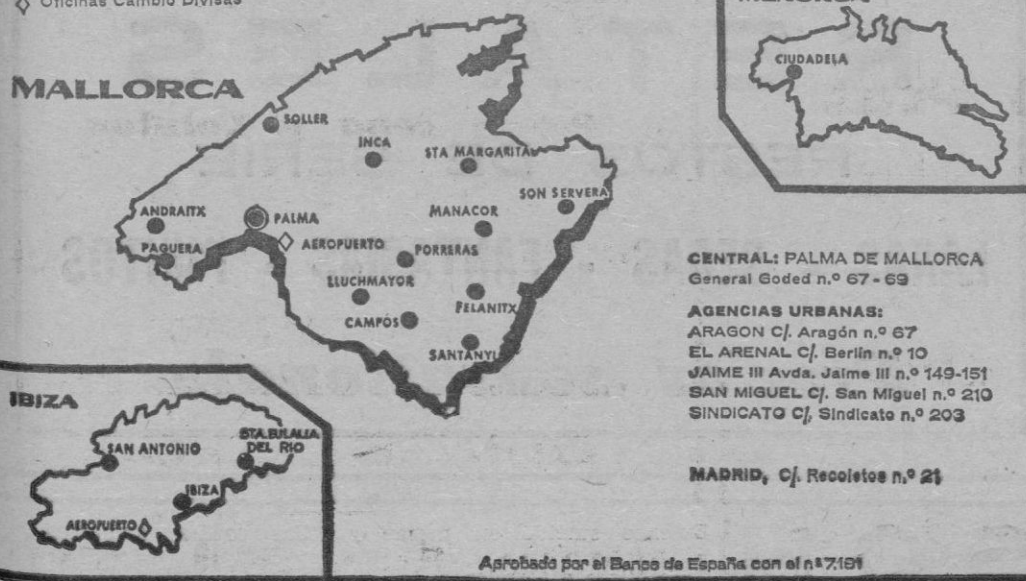 ◇ Oficinas Cambio Divisas
MALLORCA
SOLLER
INCA
STA MARGARITA
SON SERVERA
ANDRAITX
PALMA
MANACOR
PAGUERA
AEROPUERTO
PORRERAS
LLUCHMAYOR
FELANITX
CAMPOS
SANTANYI
CIUDADELA
CENTRAL: PALMA DE MALLORCA
General Goded n.º 67-69
AGENCIAS URBANAS:
ARAGON C/. Aragón n.º 67
EL ARENAL C/. Berlín n.º 10
JAIME III Avda. Jaime III n.º 149-151
SAN MIGUEL C/. San Miguel n.º 210
SINDICATO C/. Sindicato n.º 203
MADRID, C/. Recoletos n.º 21
IBIZA
SAN ANTONIO
STA.EULALIA
DEL RIO
IBIZA
AEROPUERTO
Aprobado por el Banco de España con el nº 7.191